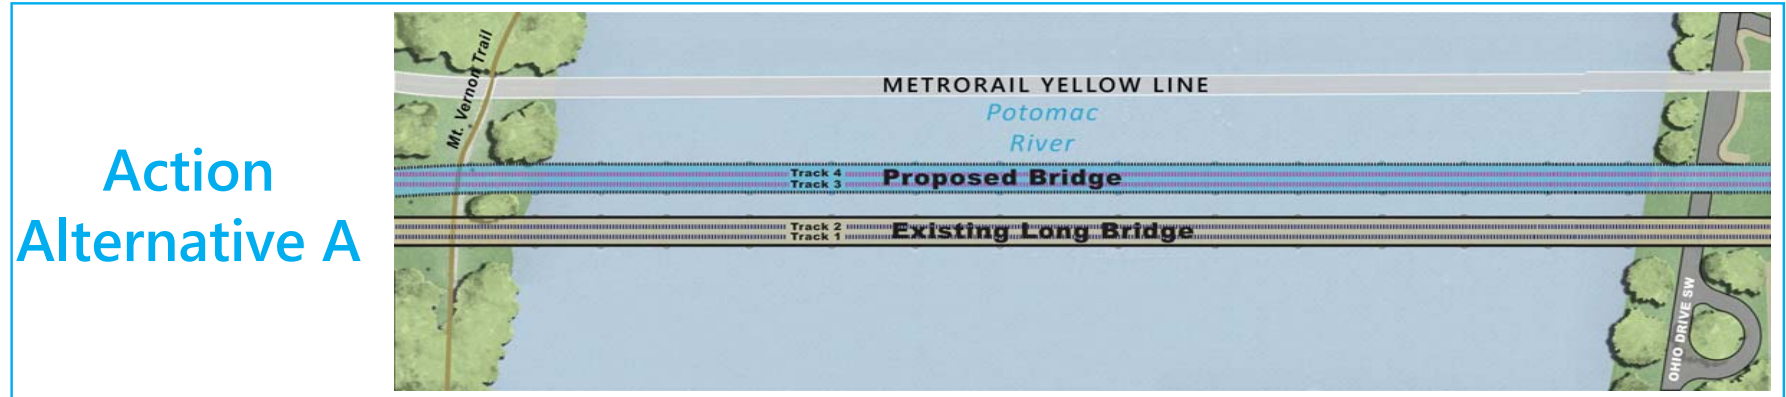 Action
Alternative A
Mt. Vernon Trail
METRORAIL YELLOW LINE
Potomac
River
Track 4
Track 3
Proposed Bridge
Track 2
Track 1
Existing Long Bridge
OHIO DRIVE SW